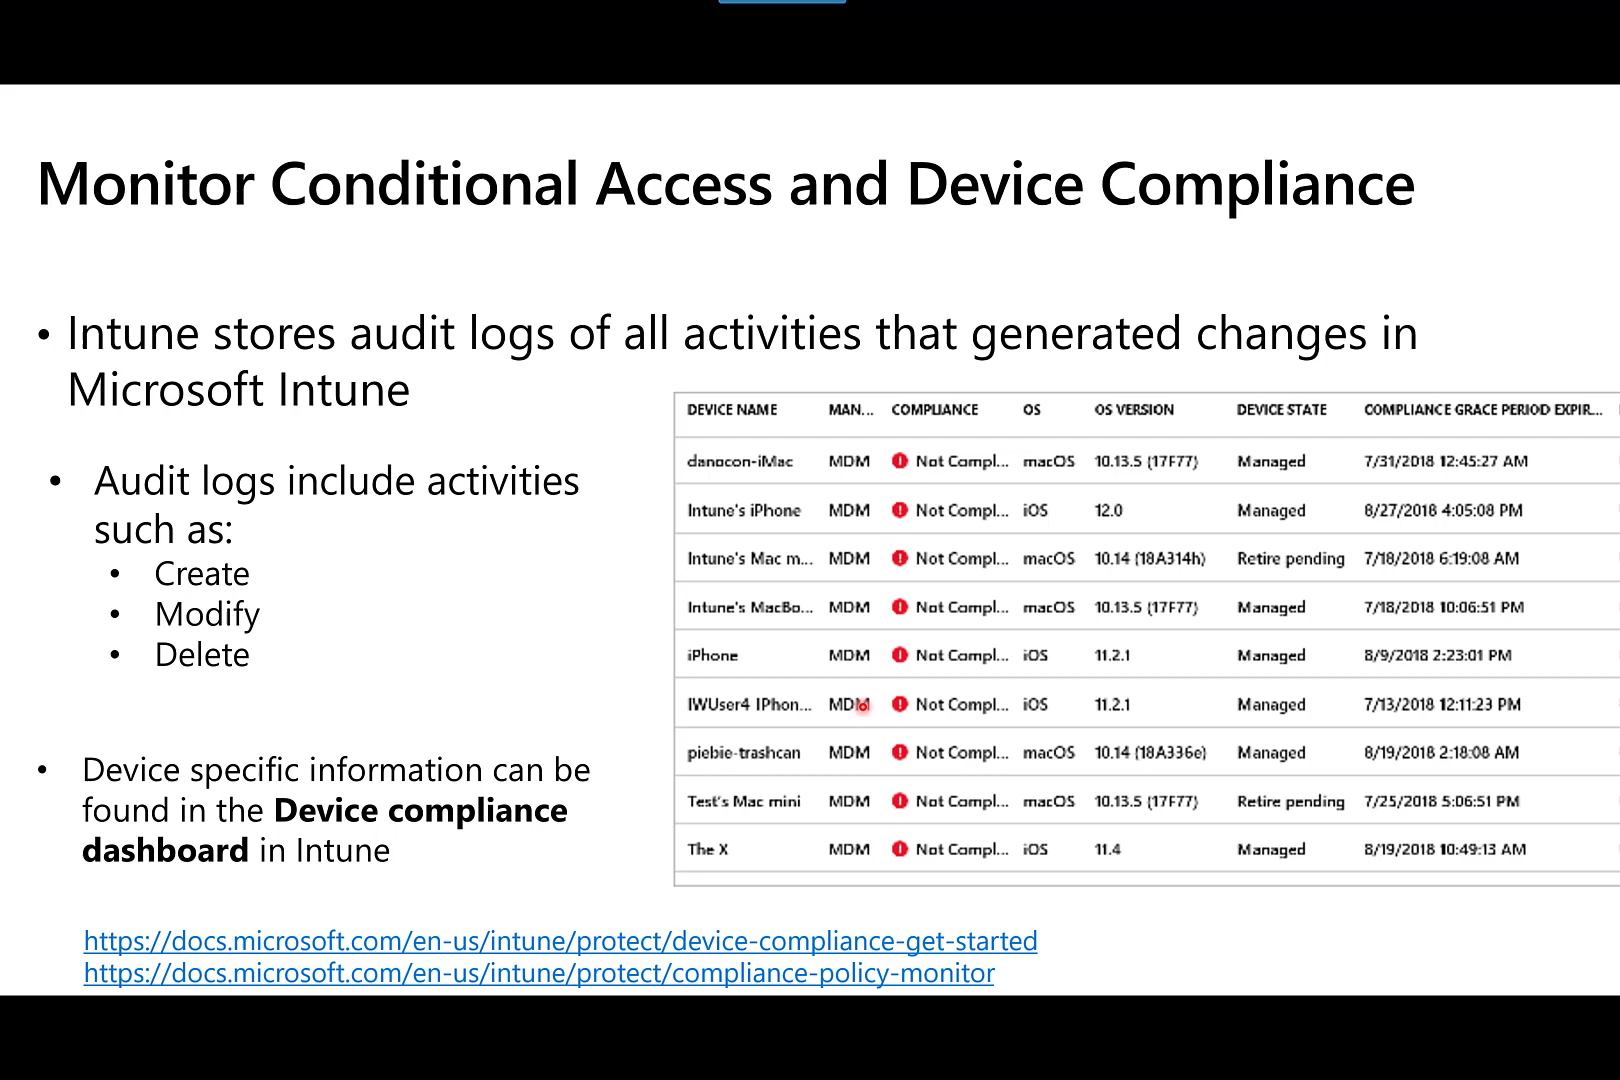 Monitor Conditional Access and Device Compliance
• Intune stores audit logs of all activities that generated changes in
Microsoft Intune
• Audit logs include activities
such as:
• Create
• Modify
• Delete
• Device specific information can be
found in the Device compliance
dashboard in Intune
DEVICE NAME MAN... COMPLIANCE OS OS VERSION DEVICE STATE COMPLIANCE GRACE PERIOD EXPIR...
danocon-iMac MDM Not Compl... macOS 10.13.5 (17F77) Managed 7/31/2018 12:45:27 AM
Intune's iPhone MDM Not Compl... iOS 12.0 Managed 8/27/2018 4:05:08 PM
Intune's Mac m... MDM Not Compl... macOS 10.14 (18A314h) Retire pending 7/18/2018 6:19:08 AM
Intune's MacBo... MDM Not Compl... macOS 10.13.5 (17F77) Managed 7/18/2018 10:06:51 PM
iPhone MDM Not Compl... iOS 11.2.1 Managed 8/9/2018 2:23:01 PM
IWUser4 IPhon... MDM Not Compl... iOS 11.2.1 Managed 7/13/2018 12:11:23 PM
piebie-trashcan MDM Not Compl... macOS 10.14 (18A336e) Managed 8/19/2018 2:18:08 AM
Test's Mac mini MDM Not Compl... macOS 10.13.5 (17F77) Retire pending 7/25/2018 5:06:51 PM
The X MDM Not Compl... iOS 11.4 Managed 8/19/2018 10:49:13 AM
https://docs.microsoft.com/en-us/intune/protect/device-compliance-get-started
https://docs.microsoft.com/en-us/intune/protect/compliance-policy-monitor